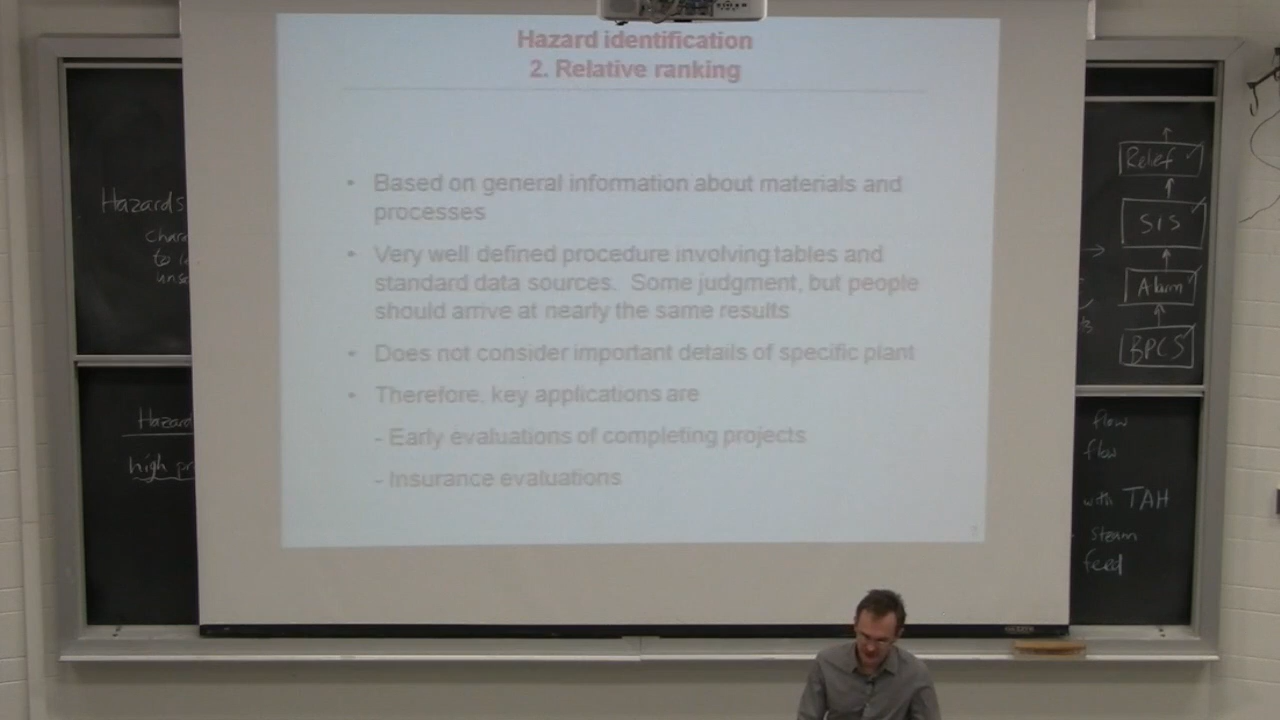 Hazard identification
2. Relative ranking
• Based on general information about materials and
processes
• Very well defined procedure involving tables and
standard data sources. Some judgment, but people
should arrive at nearly the same results
• Does not consider important details of specific plant
• Therefore, key applications are
- Early evaluations of completing projects
- Insurance evaluations
Hazards
to
Hazard
high
Relief
SIS
Alarm
BPCS
flow
flow
with TAH
steam
feed